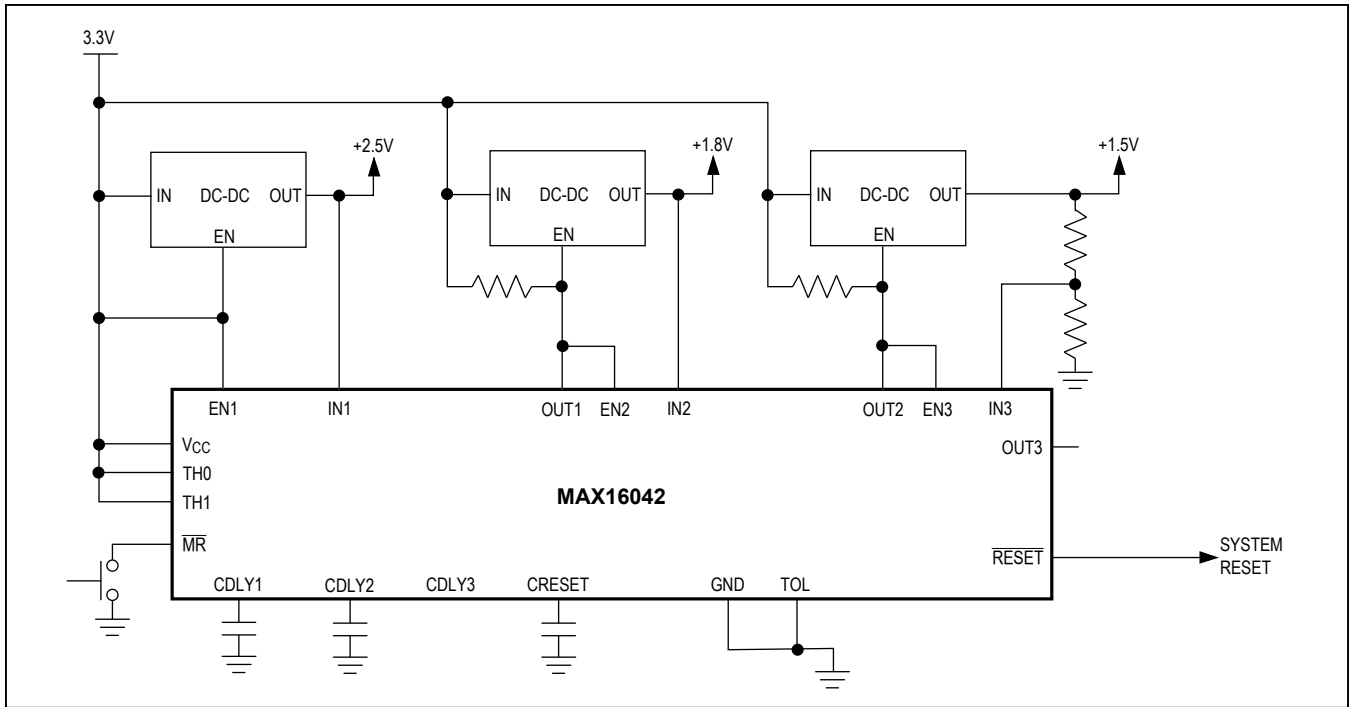 3.3V
+2.5V
+1.8V
+1.5V
IN DC-DC OUT
EN
IN DC-DC OUT
EN
IN DC-DC OUT
EN
EN1 IN1 OUT1 EN2 IN2 OUT2 EN3 IN3
VCC
TH0
TH1
MR
MAX16042
OUT3
RESET
SYSTEM
RESET
CDLY1 CDLY2 CDLY3 CRESET GND TOL